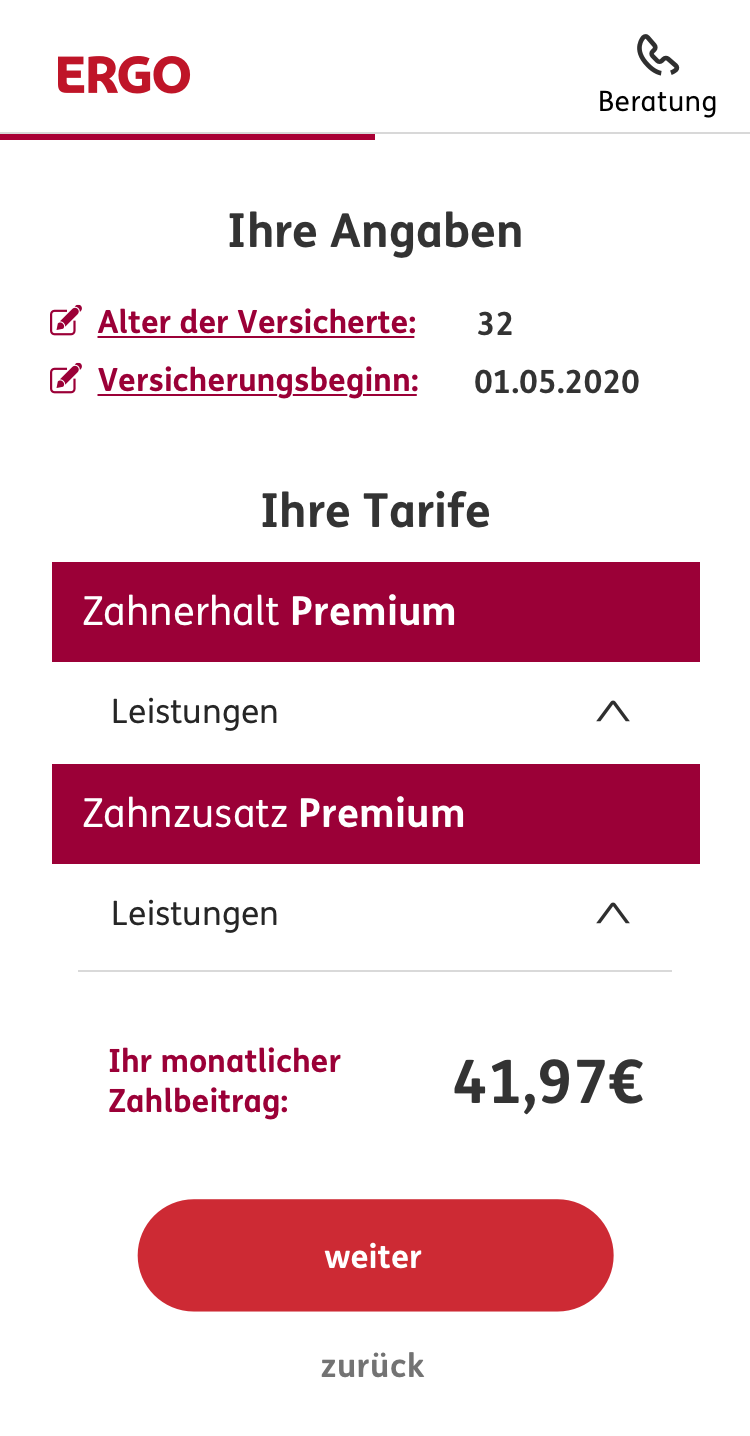 ERGO
Beratung
Ihre Angaben
Alter der Versicherte: 32
Versicherungsbeginn: 01.05.2020
Ihre Tarife
Zahnerhalt Premium
Leistungen
Zahnzusatz Premium
Leistungen
Ihr monatlicher
Zahlbeitrag:
41,97€
weiter
zurück